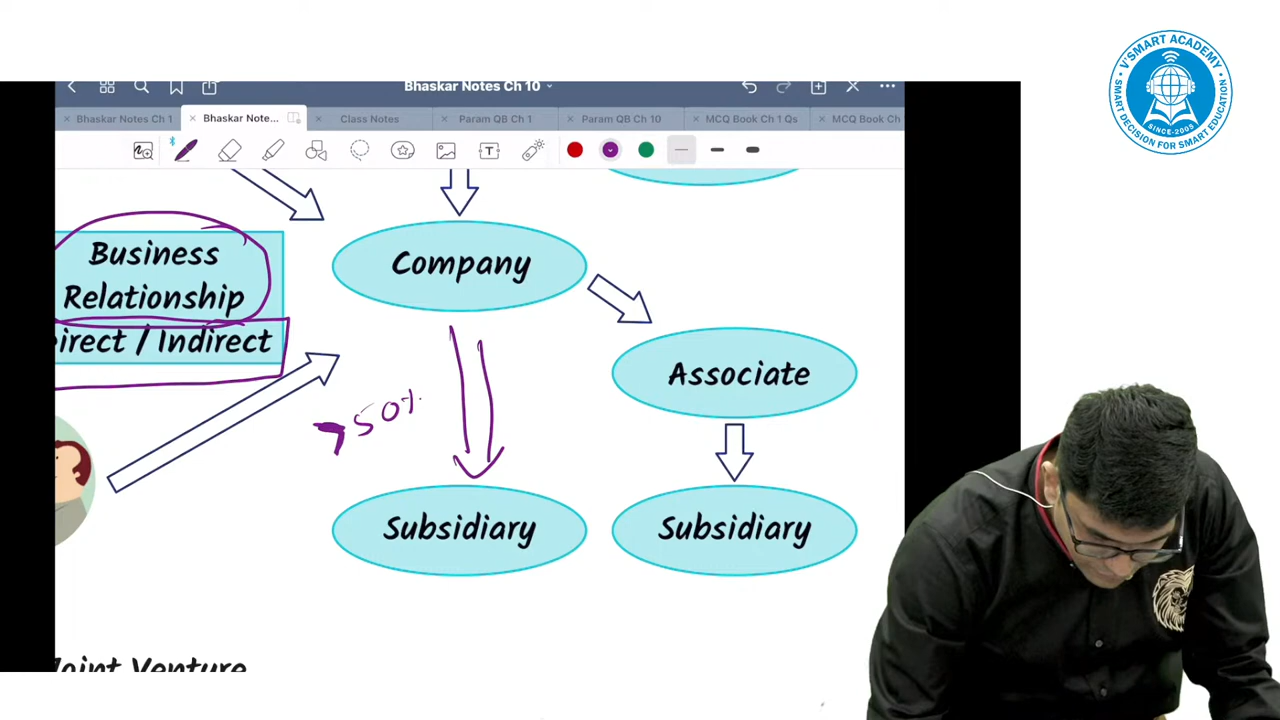 Bhaskar Notes Ch 10
Bhaskar Notes Ch 1
Bhaskar Note...
Class Notes
Param QB Ch 1
Param QB Ch 10
MCQ Book Ch 1 Qs
MCQ Book Ch
V'SMART ACADEMY
SINCE-2005
SMART DECISION FOR SMART EDUCATION
Business
Relationship
irect / Indirect
Company
Associate
>50%
Subsidiary
Subsidiary
Joint Venture